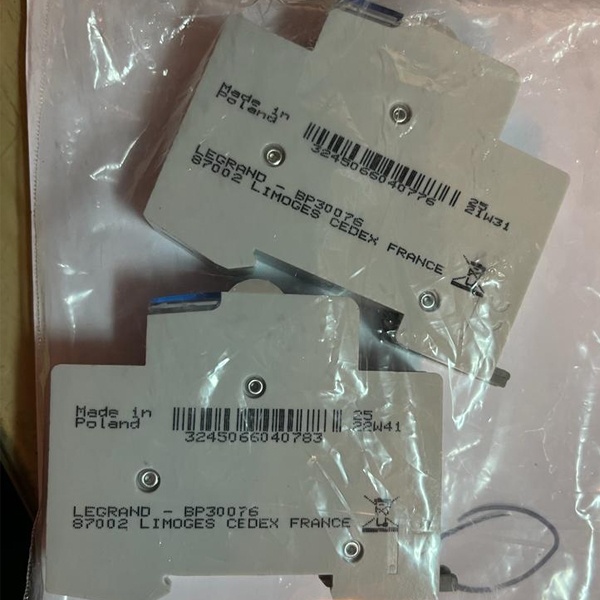 Made in
Poland
3245066040776
25
21W31
LEGRAND - BP30076
87002 LIMOGES CEDEX FRANCE
Made in
Poland
3245066040783
25
22W41
LEGRAND - BP30076
87002 LIMOGES CEDEX FRANCE